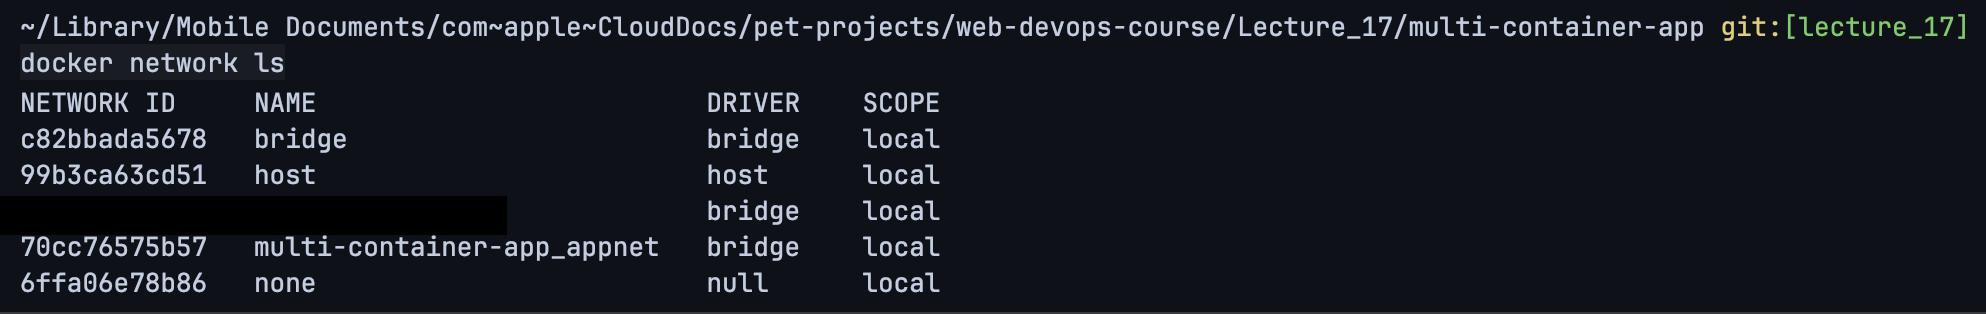 ~/Library/Mobile Documents/com~apple~CloudDocs/pet-projects/web-devops-course/Lecture_17/multi-container-app git:[lecture_17]
docker network ls
NETWORK ID NAME DRIVER SCOPE
c82bbada5678 bridge bridge local
99b3ca63cd51 host host local
bridge local
70cc76575b57 multi-container-app_appnet bridge local
6ffa06e78b86 none null local